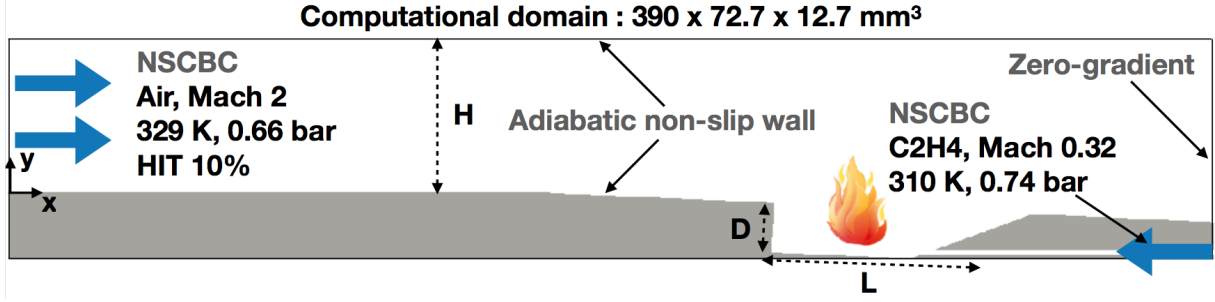 Computational domain : 390 x 72.7 x 12.7 mm³
NSCBC
Air, Mach 2
329 K, 0.66 bar
HIT 10%
H
Adiabatic non-slip wall
Zero-gradient
NSCBC
C2H4, Mach 0.32
310 K, 0.74 bar
y
x
D
L